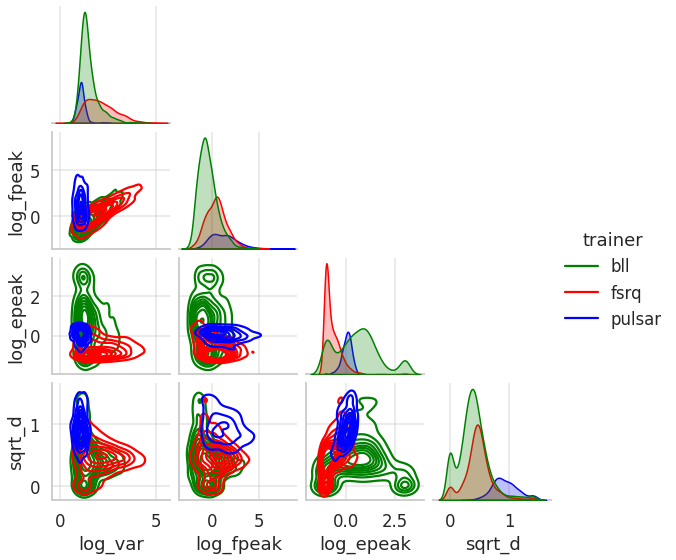 log_fpeak
5
0
log_epeak
2
0
sqrt_d
1
0
0
5
log_var
0
5
log_fpeak
0.0
2.5
log_epeak
0
1
sqrt_d
trainer
bll
fsrq
pulsar